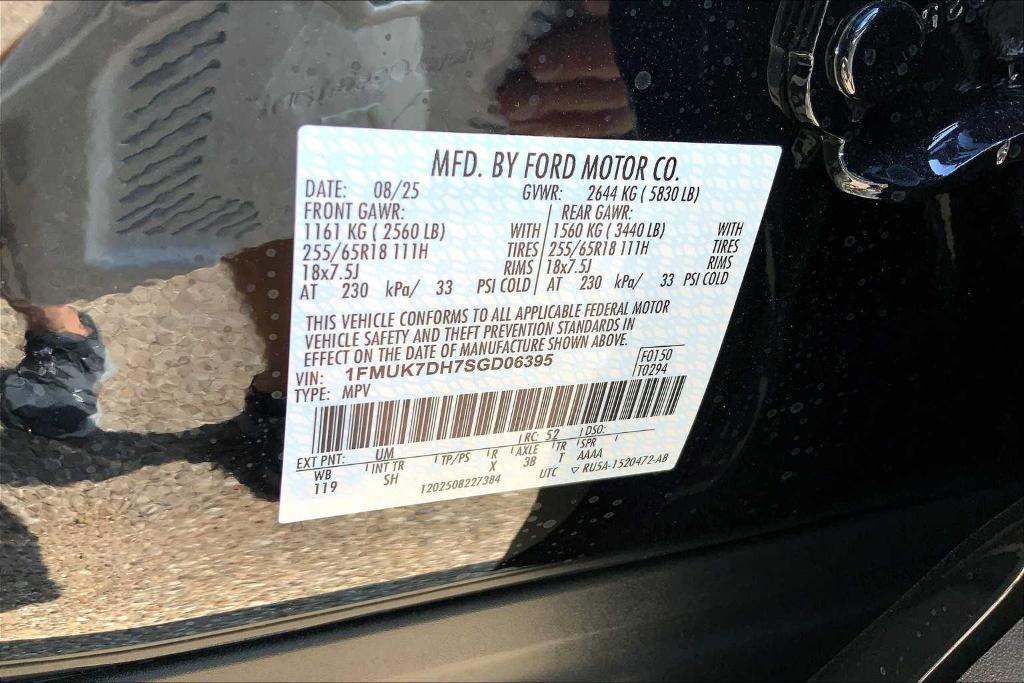 MFD. BY FORD MOTOR CO.
DATE: 08/25 GVWR: 2644 KG ( 5830 LB)
FRONT GAWR: REAR GAWR:
1161 KG ( 2560 LB) WITH 1560 KG ( 3440 LB) WITH
255/65R18 111H TIRES 255/65R18 111H TIRES
18x7.5J RIMS 18x7.5J RIMS
AT 230 kPa/ 33 PSI COLD AT 230 kPa/ 33 PSI COLD
THIS VEHICLE CONFORMS TO ALL APPLICABLE FEDERAL MOTOR
VEHICLE SAFETY AND THEFT PREVENTION STANDARDS IN
EFFECT ON THE DATE OF MANUFACTURE SHOWN ABOVE.
VIN: 1FMUK7DH7SGD06395 F0150
TYPE: MPV T0294
EXT PNT: UM RC: 52 DSO:
WB INT TR TP/PS R AXLE TR SPR
119 SH X 3B T AAAA
1202508227384 UTC ▽ RU5A-1520472-AB